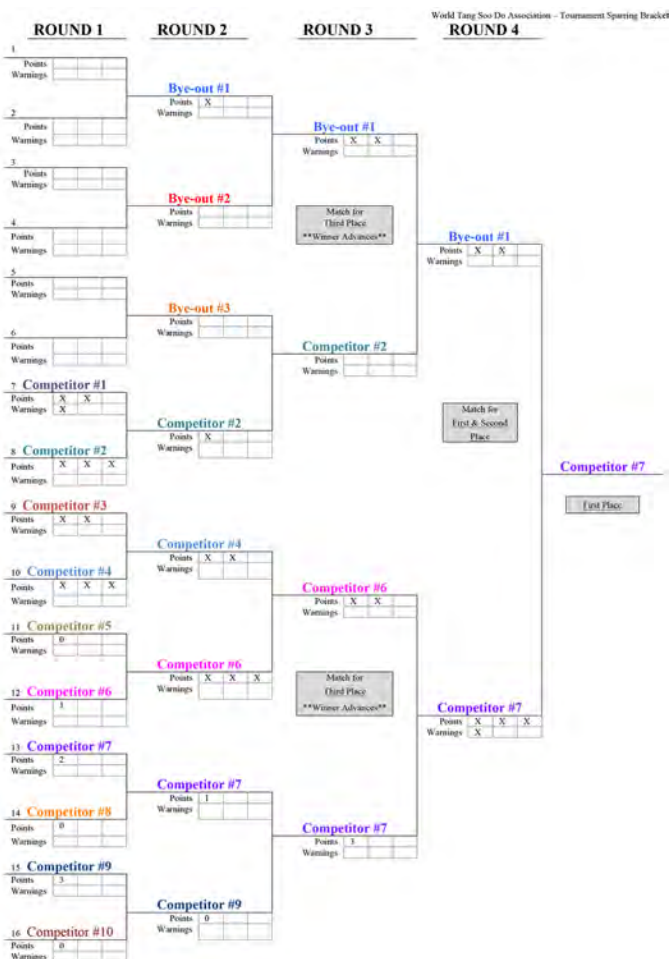 World Tang Soo Do Association – Tournament Sparring Bracket
ROUND 1 ROUND 2 ROUND 3 ROUND 4
1
Points
Warnings
Bye-out #1
Points X
Warnings
2
Points
Warnings
Bye-out #1
Points X X
Warnings
3
Points
Warnings
Bye-out #2
Points
Warnings
4
Points
Warnings
Match for
Third Place
**Winner Advances**
Bye-out #1
Points X X
Warnings
5
Points
Warnings
Bye-out #3
Points
Warnings
6
Points
Warnings
Competitor #2
Points
Warnings
7 Competitor #1
Points X X
Warnings X
Competitor #2
Points X
Warnings
8 Competitor #2
Points X X X
Warnings
Match for
First & Second
Place
Competitor #7
First Place
9 Competitor #3
Points X X
Warnings
Competitor #4
Points X X
Warnings
10 Competitor #4
Points X X X
Warnings
Competitor #6
Points X X
Warnings
11 Competitor #5
Points 0
Warnings
Competitor #6
Points X X X
Warnings
12 Competitor #6
Points 1
Warnings
Match for
Third Place
**Winner Advances**
Competitor #7
Points X X X
Warnings X
13 Competitor #7
Points 2
Warnings
Competitor #7
Points 1
Warnings
14 Competitor #8
Points 0
Warnings
Competitor #7
Points 3
Warnings
15 Competitor #9
Points 3
Warnings
Competitor #9
Points 0
Warnings
16 Competitor #10
Points 0
Warnings